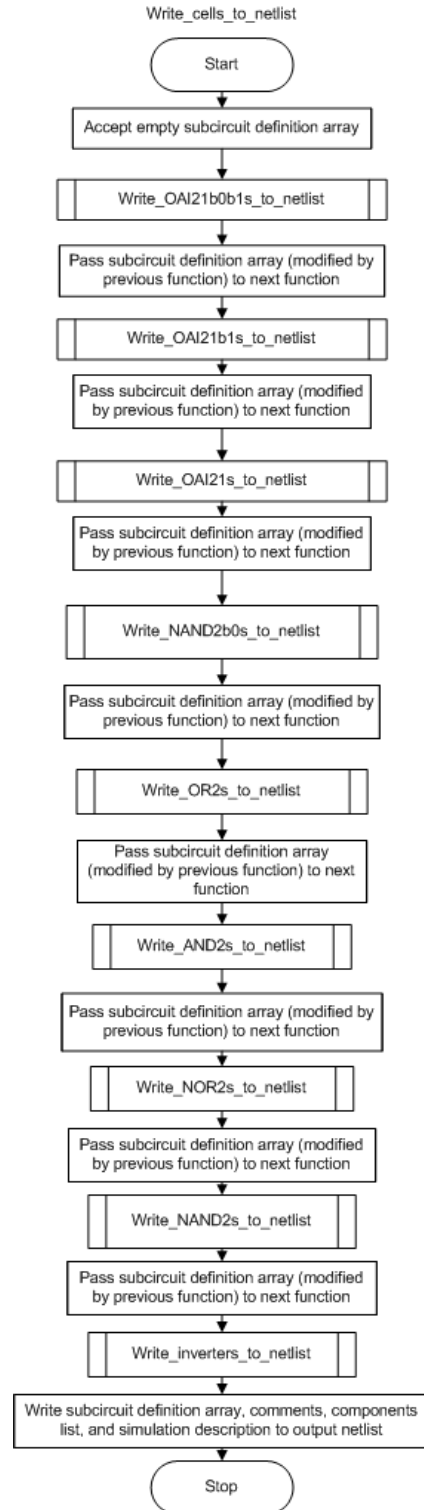 Write_cells_to_netlist
Start
Accept empty subcircuit definition array
Write_OAI21b0b1s_to_netlist
Pass subcircuit definition array (modified by
previous function) to next function
Write_OAI21b1s_to_netlist
Pass subcircuit definition array (modified
by previous function) to next function
Write_OAI21s_to_netlist
Pass subcircuit definition array (modified
by previous function) to next function
Write_NAND2b0s_to_netlist
Pass subcircuit definition array (modified by
previous function) to next function
Write_OR2s_to_netlist
Pass subcircuit definition array
(modified by previous function) to next
function
Write_AND2s_to_netlist
Pass subcircuit definition array (modified by
previous function) to next function
Write_NOR2s_to_netlist
Pass subcircuit definition array (modified
by previous function) to next function
Write_NAND2s_to_netlist
Pass subcircuit definition array (modified
by previous function) to next function
Write_inverters_to_netlist
Write subcircuit definition array, comments, components
list, and simulation description to output netlist
Stop